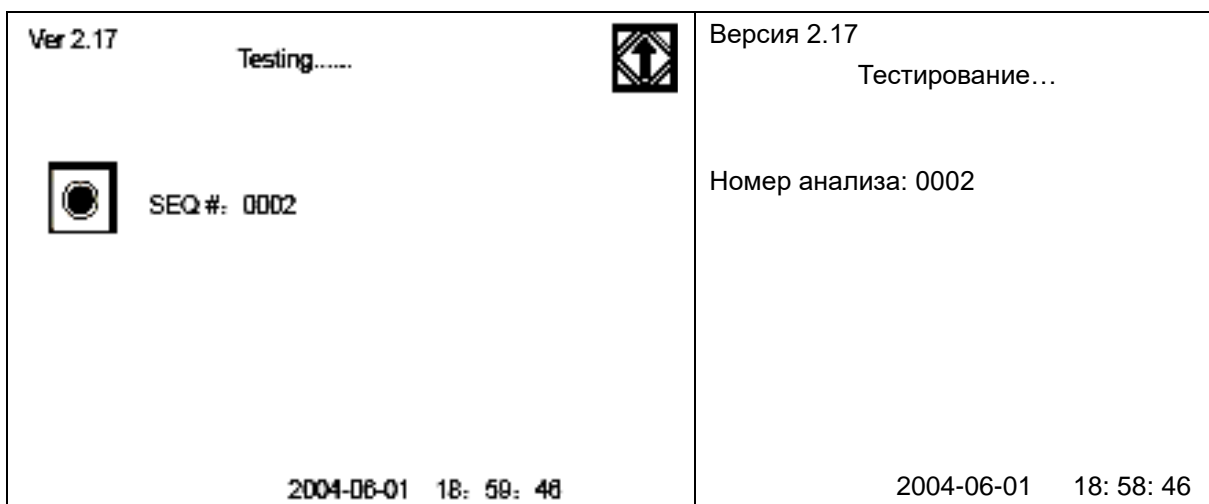 Ver 2.17
Testing......
SEQ #: 0002
2004-06-01 18: 59: 46
Версия 2.17
Тестирование…
Номер анализа: 0002
2004-06-01 18: 58: 46